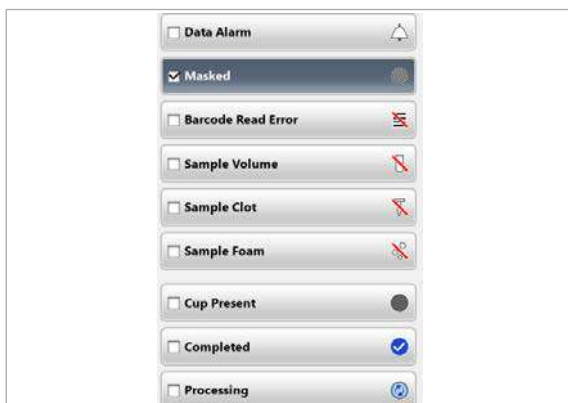 Data Alarm
Masked
Barcode Read Error
Sample Volume
Sample Clot
Sample Foam
Cup Present
Completed
Processing